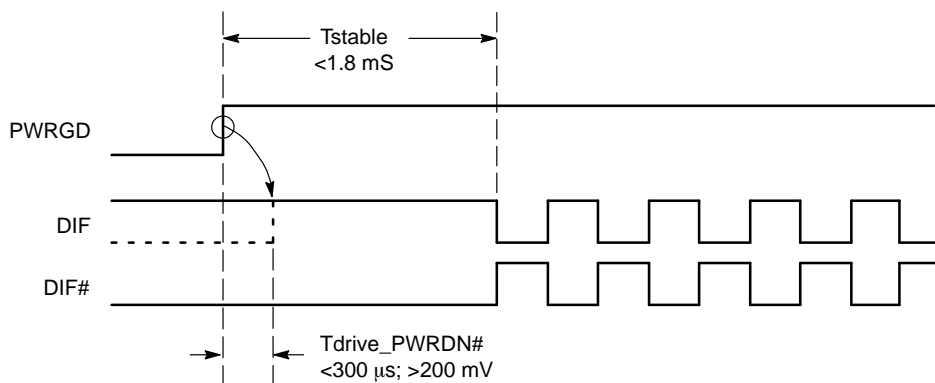 Tstable
<1.8 mS
PWRGD
DIF
DIF#
Tdrive_PWRDN#
<300 μs; >200 mV